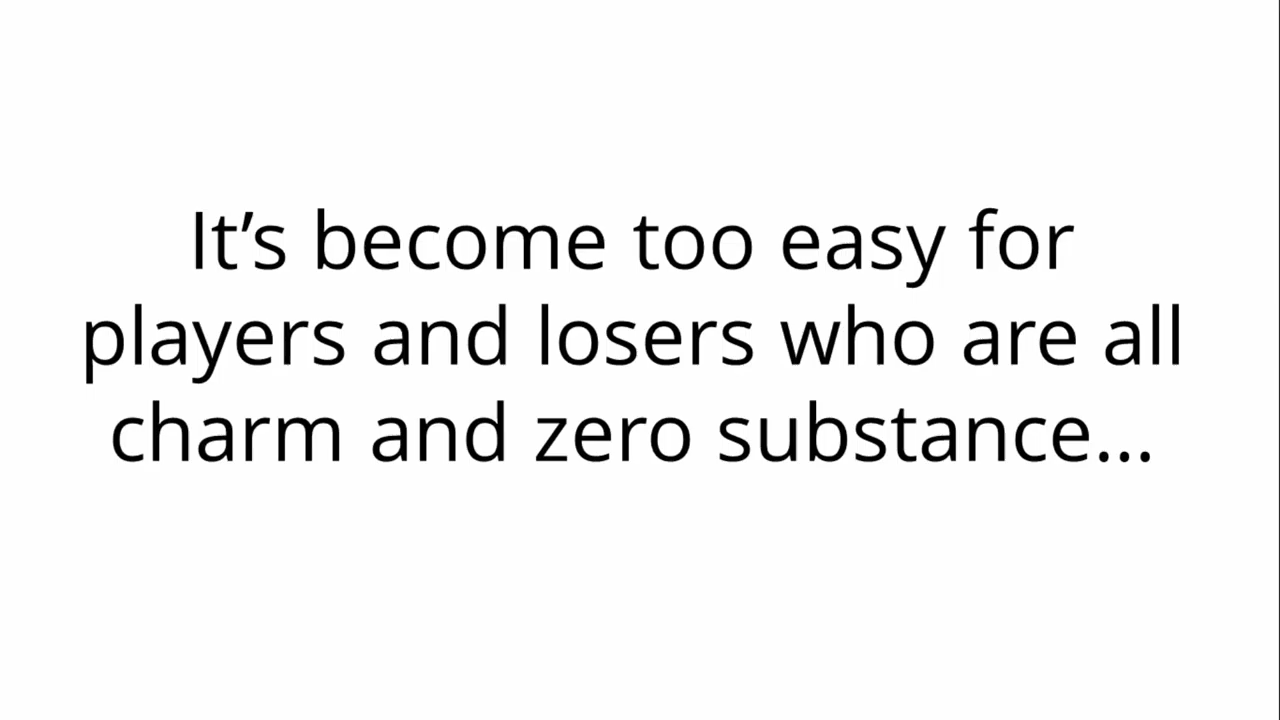 It’s become too easy for
players and losers who are all
charm and zero substance...